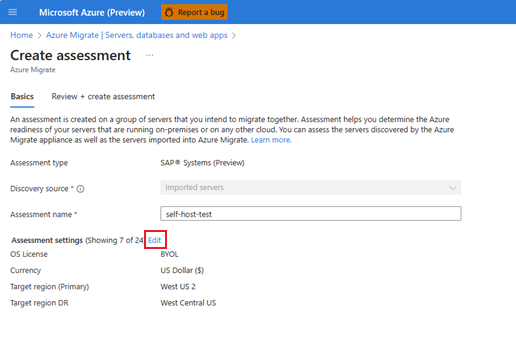 Microsoft Azure (Preview) Report a bug
Home > Azure Migrate | Servers, databases and web apps >
Create assessment ...
Azure Migrate
Basics Review + create assessment
An assessment is created on a group of servers that you intend to migrate together. Assessment helps you determine the Azure
readiness of your servers that are running on-premises or on any other cloud. You can assess the servers discovered by the Azure
Migrate appliance as well as the servers imported into Azure Migrate. Learn more.
Assessment type SAP® Systems (Preview)
Discovery source * Imported servers
Assessment name * self-host-test
Assessment settings (Showing 7 of 24) Edit
OS License BYOL
Currency US Dollar ($)
Target region (Primary) West US 2
Target region DR West Central US